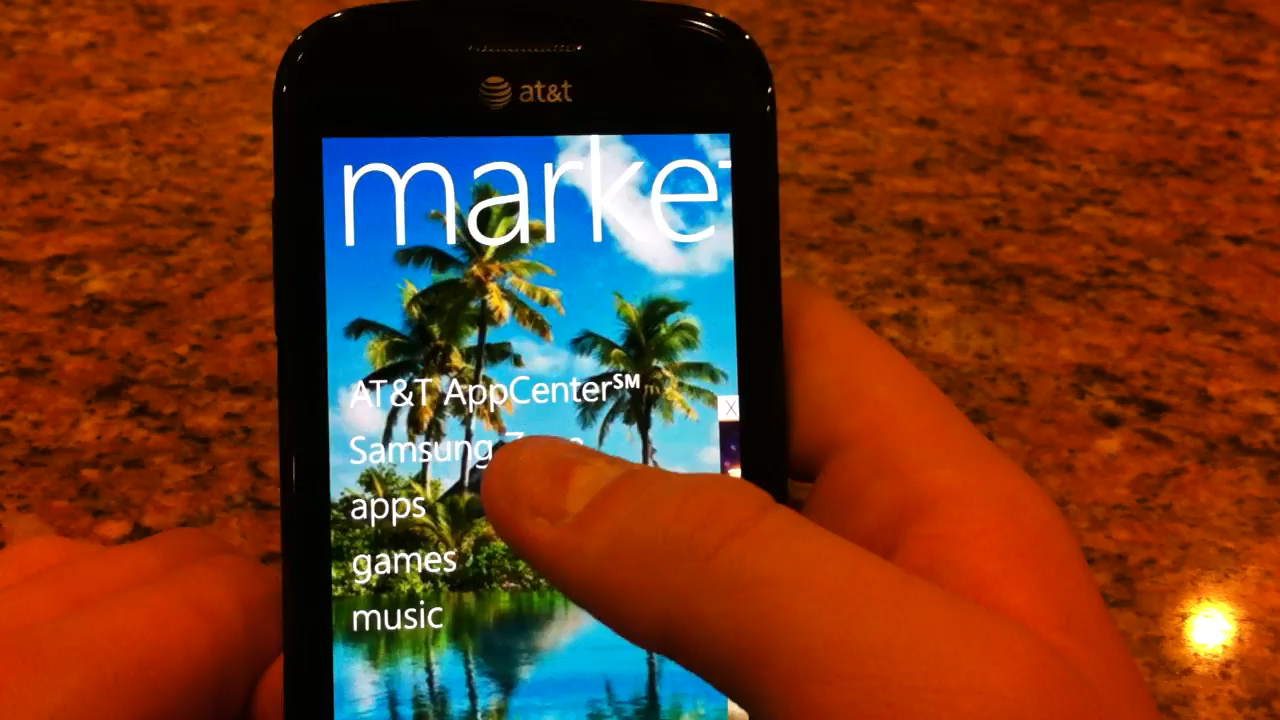 at&t
marke
AT&T AppCenter℠
Samsung
apps
games
music
X